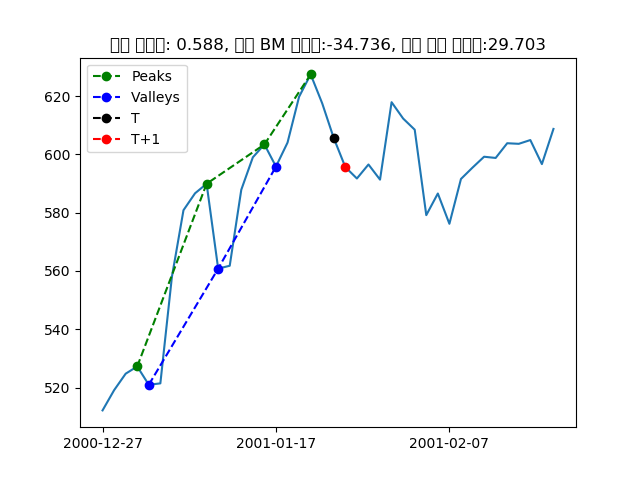 : 0.588, BM :-34.736, :29.703
Peaks
Valleys
T
T+1
620
600
580
560
540
520
2000-12-27 2001-01-17 2001-02-07